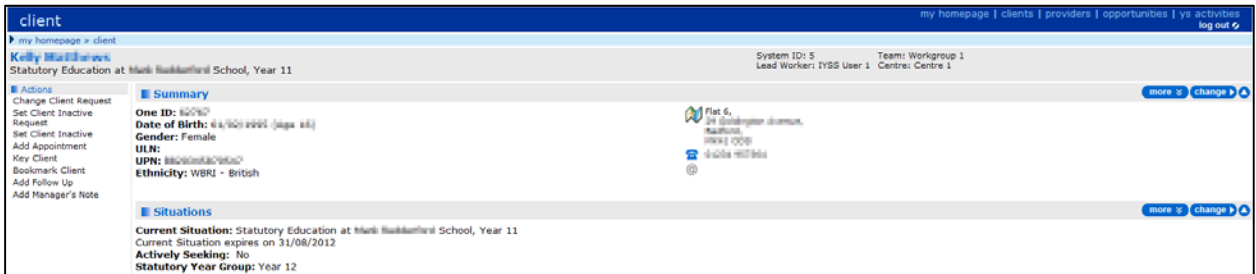 client
my homepage | clients | providers | opportunities | ys activities
log out
my homepage > client
Kelly
Statutory Education at School, Year 11
System ID: 5 Team: Workgroup 1
Lead Worker: IYSS User 1 Centre: Centre 1
Actions
Change Client Request
Set Client Inactive
Request
Set Client Inactive
Add Appointment
Key Client
Bookmark Client
Add Follow Up
Add Manager's Note
Summary
more change
One ID:
Date of Birth:
Gender: Female
ULN:
UPN:
Ethnicity: WBRI - British
Flat 6,
@
Situations
more change
Current Situation: Statutory Education at School, Year 11
Current Situation expires on 31/08/2012
Actively Seeking: No
Statutory Year Group: Year 12